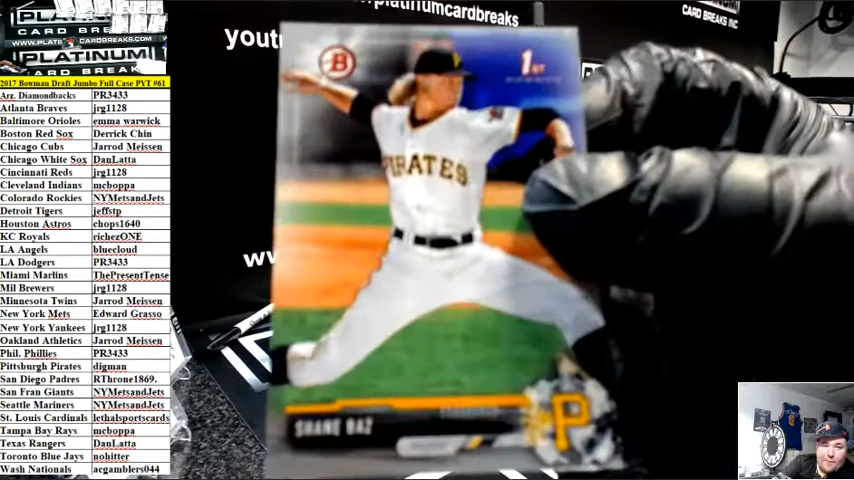 PLATINUM
CARD BREAKS
WWW.PLATINUMCARDBREAKS.COM
PLATINUM
CARD BREA
platinumcardbreaks.com
CARD BREAKS INC
yout
ww
2017 Bowman Draft Jumbo Full Case PYT #61
Arz. Diamondbacks PR3433
Atlanta Braves jrg1128
Baltimore Orioles emma warwick
Boston Red Sox Derrick Chin
Chicago Cubs Jarrod Meissen
Chicago White Sox DanLatta
Cincinnati Reds jrg1128
Cleveland Indians mcboppa
Colorado Rockies NYMetsandJets
Detroit Tigers jeffstp
Houston Astros chops1640
KC Royals richezONE
LA Angels bluecloud
LA Dodgers PR3433
Miami Marlins ThePresentTense
Mil Brewers jrg1128
Minnesota Twins Jarrod Meissen
New York Mets Edward Grasso
New York Yankees jrg1128
Oakland Athletics Jarrod Meissen
Phil. Phillies PR3433
Pittsburgh Pirates digman
San Diego Padres RThrone1869.
San Fran Giants NYMetsandJets
Seattle Mariners NYMetsandJets
St. Louis Cardinals lethalsportscards
Tampa Bay Rays mcboppa
Texas Rangers DanLatta
Toronto Blue Jays nohitter
Wash Nationals acgamblers044
B
1ST
PIRATES
SHANE BAZ
P